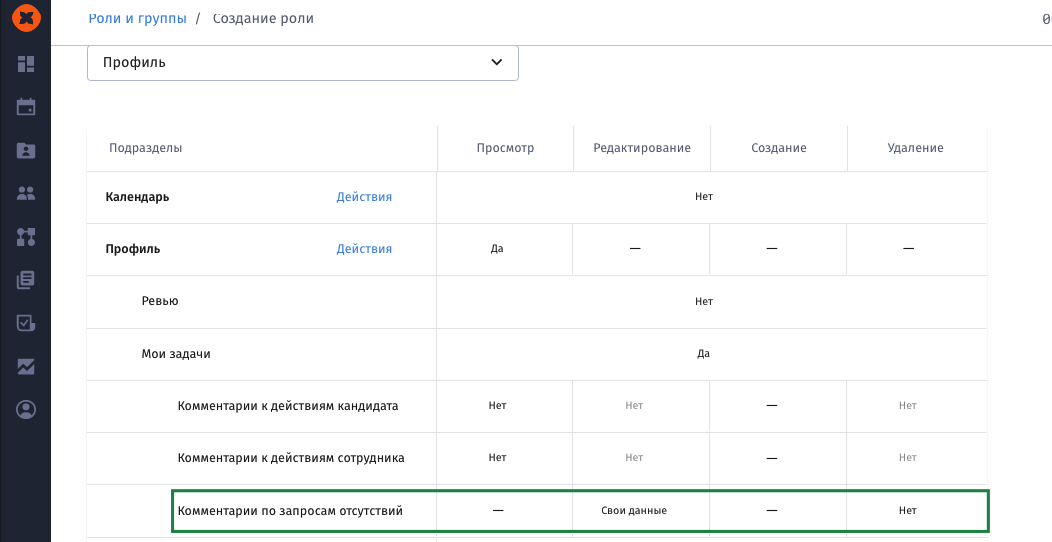 Роли и группы / Создание роли
Профиль
Подразделы Просмотр Редактирование Создание Удаление
Календарь Действия Нет
Профиль Действия Да — — —
Ревью Нет
Мои задачи Да
Комментарии к действиям кандидата Нет Нет — Нет
Комментарии к действиям сотрудника Нет Нет — Нет
Комментарии по запросам отсутствий — Свои данные — Нет